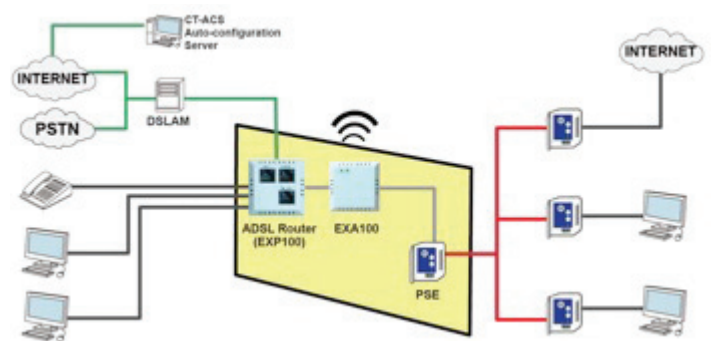 CT-ACS
Auto-configuration
Server
INTERNET
PSTN
DSLAM
INTERNET
ADSL Router
(EXP100)
EXA100
PSE